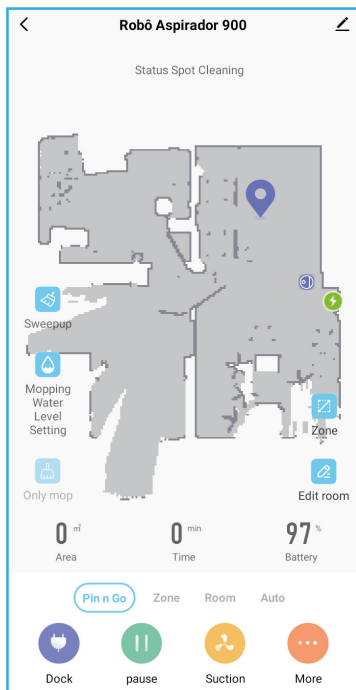 Robô Aspirador 900
Status Spot Cleaning
Sweepup
Mopping
Water
Level
Setting
Zone
Only mop
Edit room
0 ㎡ 0 min 97 %
Area Time Battery
Pin n Go Zone Room Auto
Dock pause Suction More